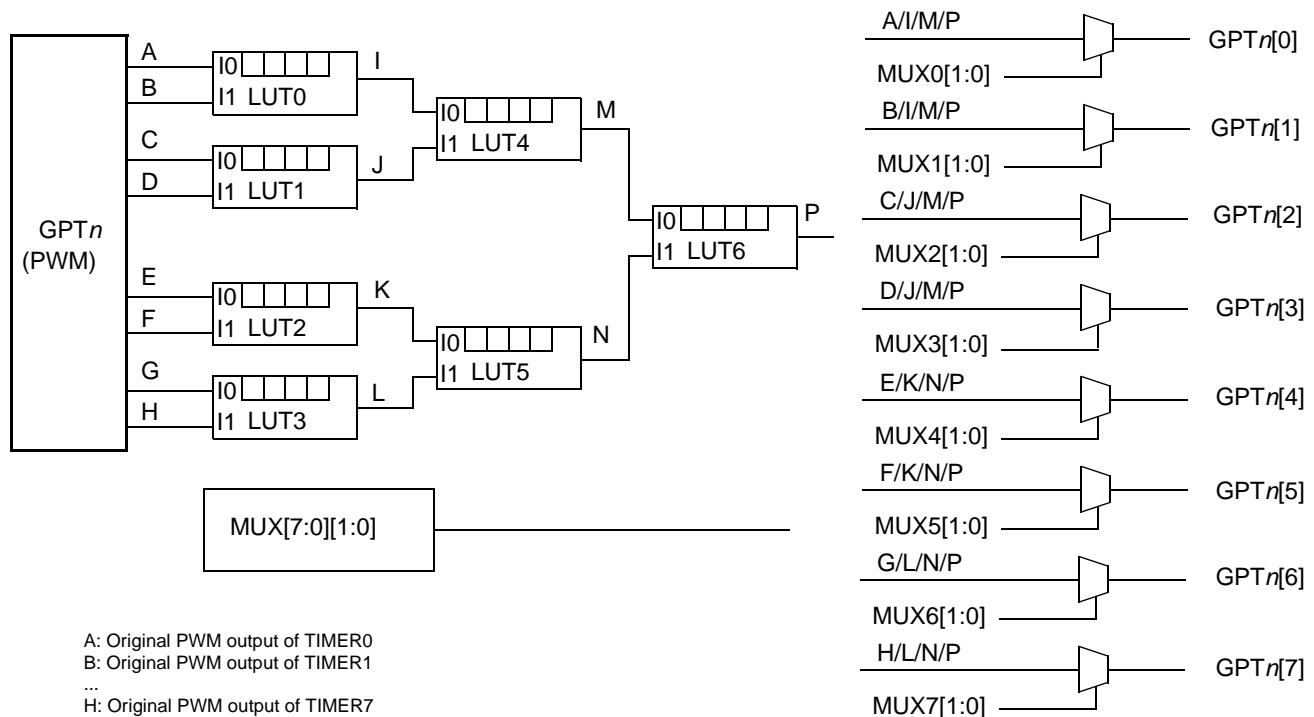 GPTn
(PWM)
A
B
C
D
E
F
G
H
I0
I1 LUT0
I0
I1 LUT1
I0
I1 LUT2
I0
I1 LUT3
I
J
K
L
I0
I1 LUT4
I0
I1 LUT5
M
N
I0
I1 LUT6
P
MUX[7:0][1:0]
A: Original PWM output of TIMER0
B: Original PWM output of TIMER1
...
H: Original PWM output of TIMER7
A/I/M/P
MUX0[1:0]
GPTn[0]
B/I/M/P
MUX1[1:0]
GPTn[1]
C/J/M/P
MUX2[1:0]
GPTn[2]
D/J/M/P
MUX3[1:0]
GPTn[3]
E/K/N/P
MUX4[1:0]
GPTn[4]
F/K/N/P
MUX5[1:0]
GPTn[5]
G/L/N/P
MUX6[1:0]
GPTn[6]
H/L/N/P
MUX7[1:0]
GPTn[7]